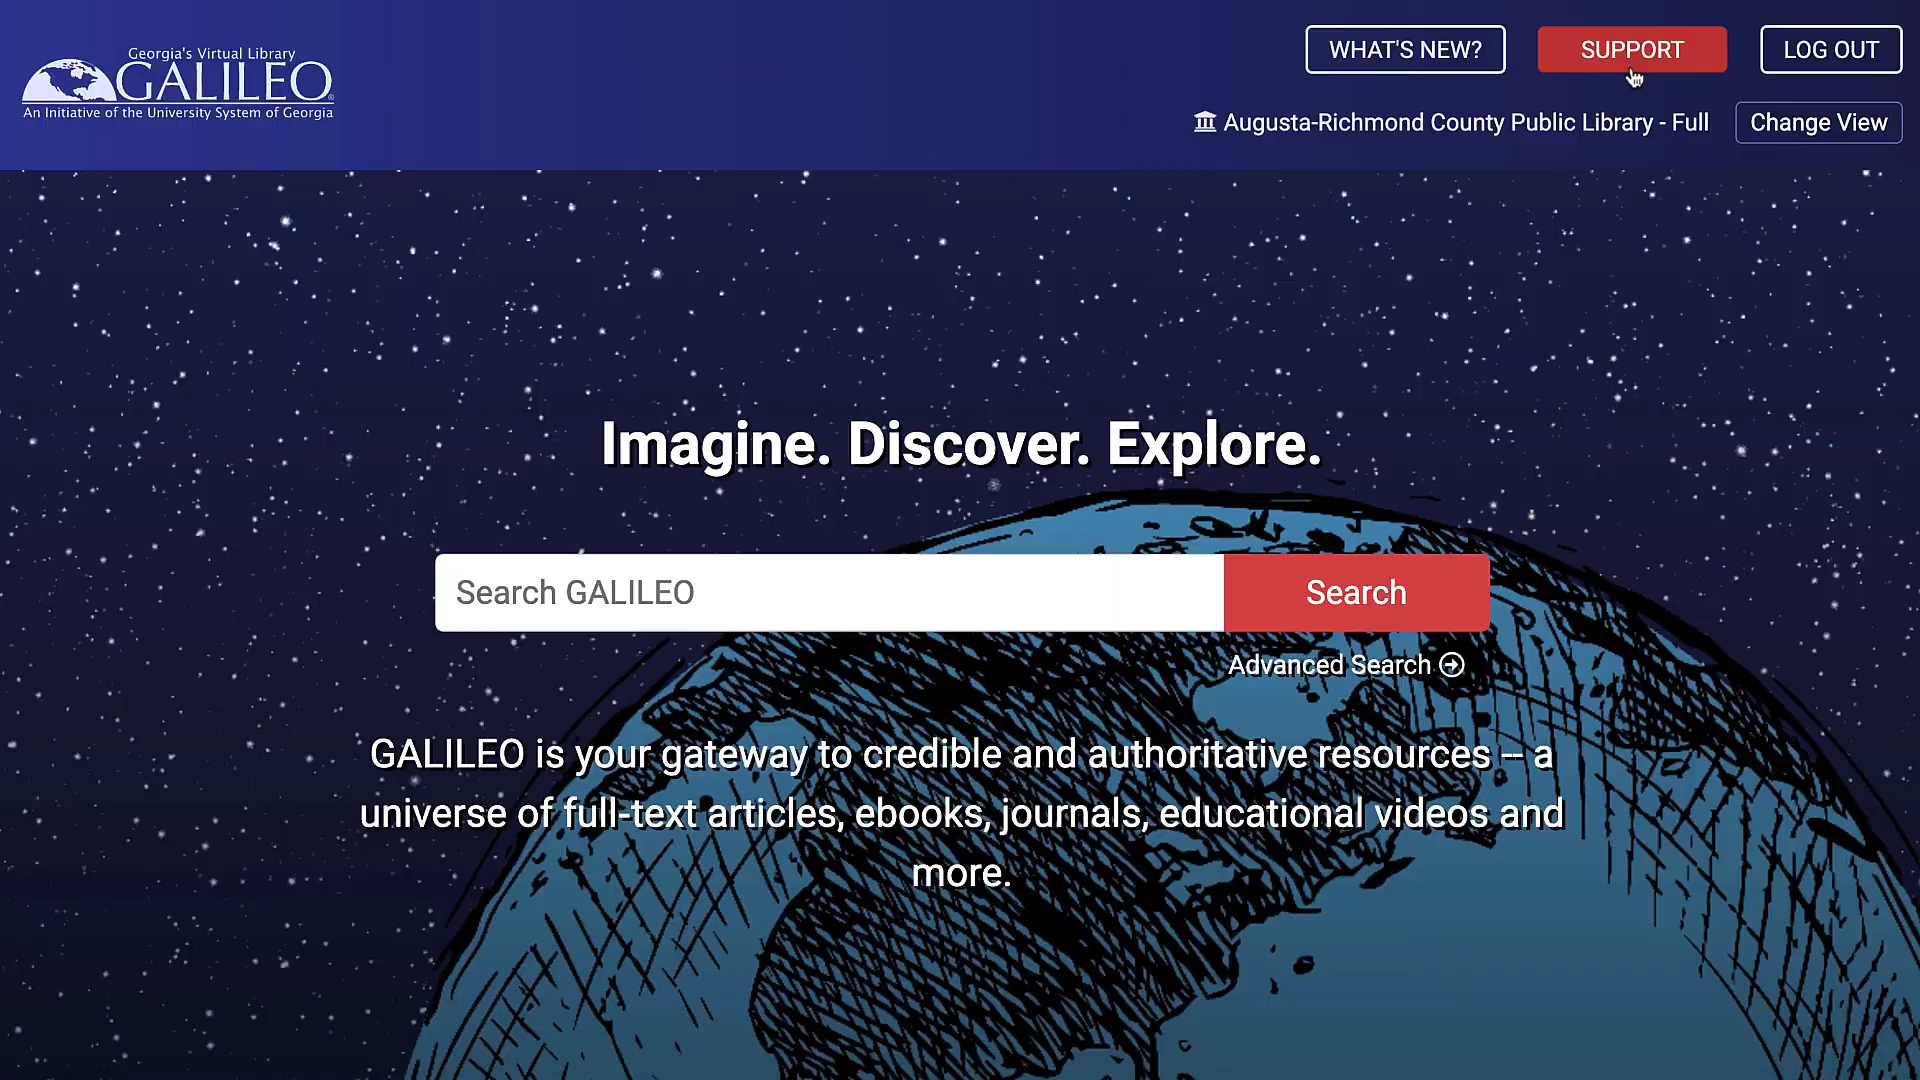 Georgia's Virtual Library
GALILEO®
An Initiative of the University System of Georgia
WHAT'S NEW?
SUPPORT
LOG OUT
Augusta-Richmond County Public Library - Full
Change View
Imagine. Discover. Explore.
Search GALILEO
Search
Advanced Search
GALILEO is your gateway to credible and authoritative resources -- a
universe of full-text articles, ebooks, journals, educational videos and
more.